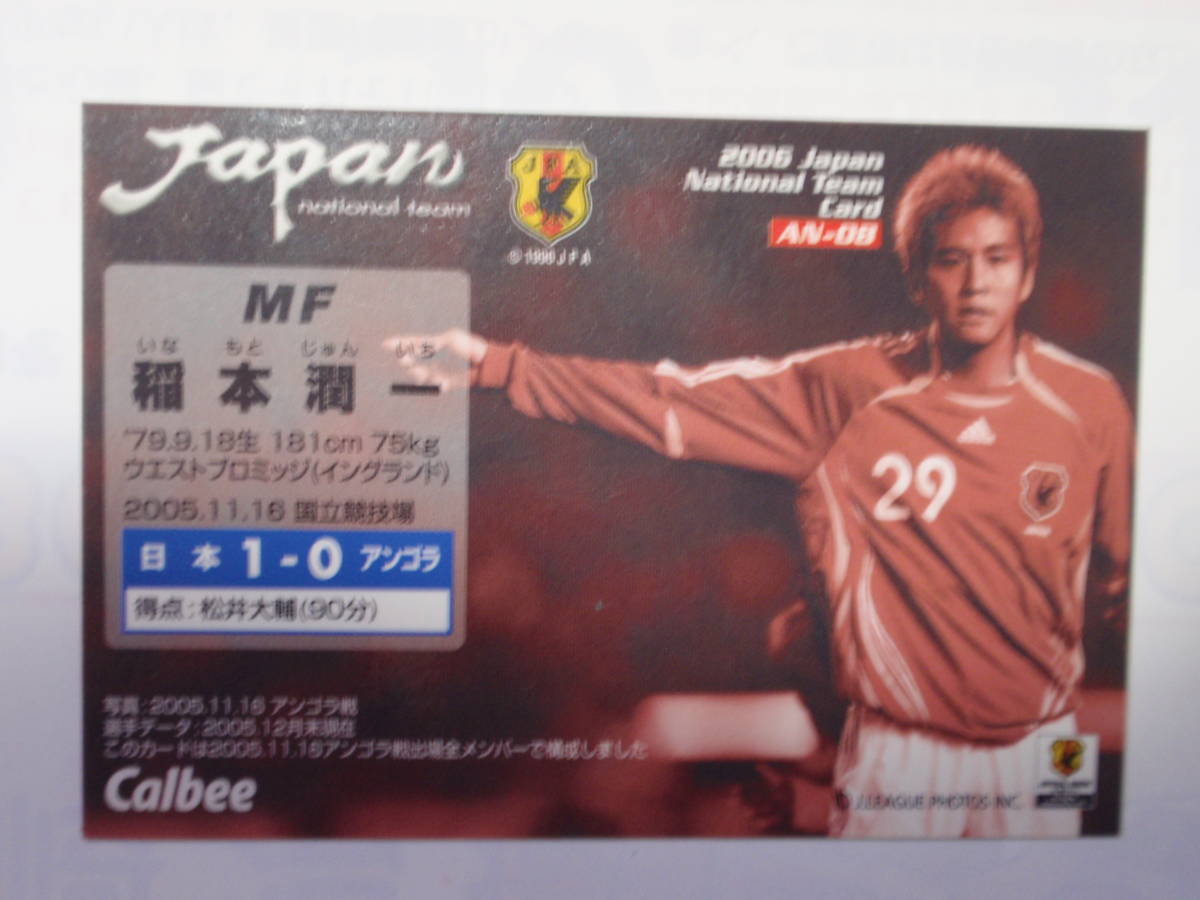 Japan
national team
JFA
© 1996 J.F.A
2006 Japan
National Team
Card
AN-08
MF
いな もと じゅん いち
稲本潤一
'79.9.18生 181cm 75kg
ウエストブロミッジ(イングランド)
2005.11.16 国立競技場
日本 1-0 アンゴラ
得点:松井大輔(90分)
29
写真:2005.11.16 アンゴラ戦
選手データ:2005.12月末現在
このカードは2005.11.16アンゴラ戦出場全メンバーで構成しました
Calbee
J.LEAGUE PHOTOS INC.